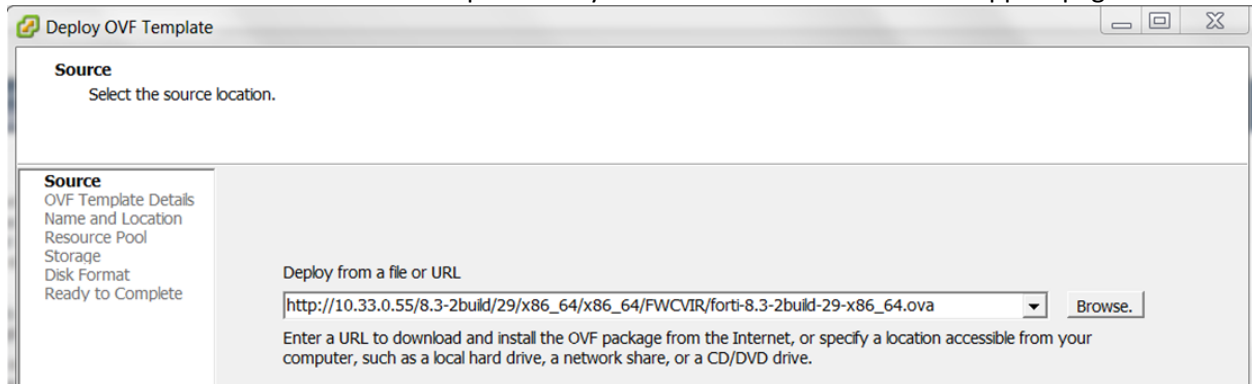 Deploy OVF Template
Source
Select the source location.
Source
OVF Template Details
Name and Location
Resource Pool
Storage
Disk Format
Ready to Complete
Deploy from a file or URL
http://10.33.0.55/8.3-2build/29/x86_64/x86_64/FWCVIR/forti-8.3-2build-29-x86_64.ova
Browse.
Enter a URL to download and install the OVF package from the Internet, or specify a location accessible from your
computer, such as a local hard drive, a network share, or a CD/DVD drive.